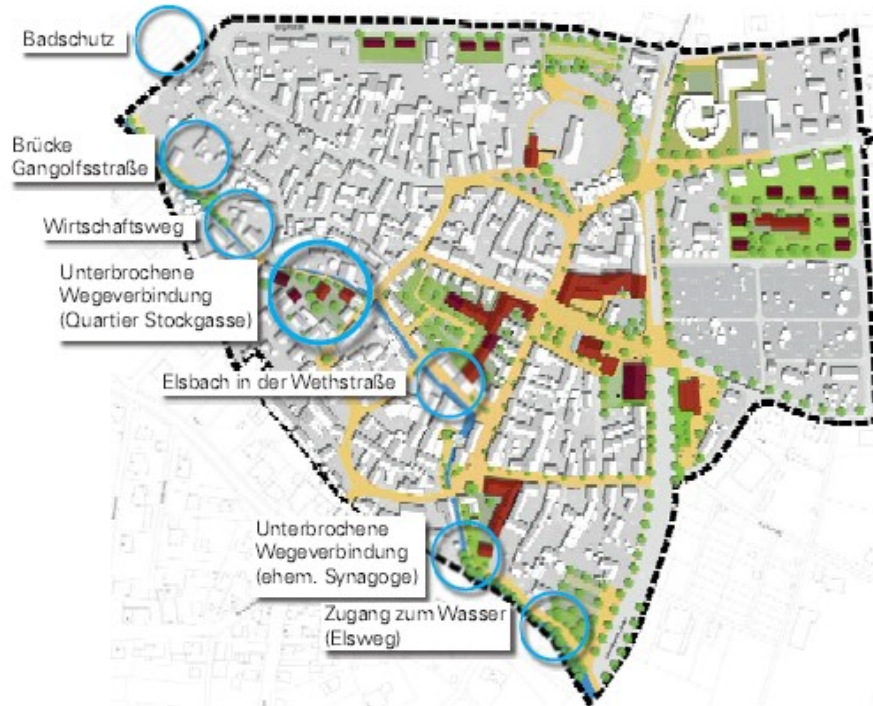 Badschutz
Brücke
Gangolfsstraße
Wirtschaftsweg
Unterbrochene
Wegeverbindung
(Quartier Stockgasse)
Elsbach in der Wethstraße
Unterbrochene
Wegeverbindung
(ehem. Synagoge)
Zugang zum Wasser
(Elsweg)